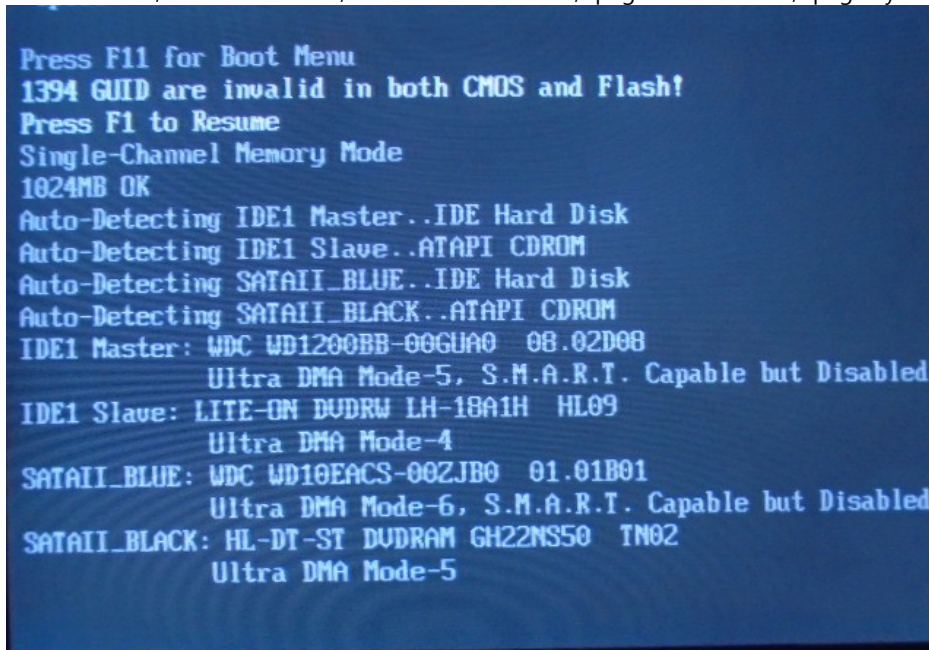 Press F11 for Boot Menu
1394 GUID are invalid in both CMOS and Flash!
Press F1 to Resume
Single-Channel Memory Mode
1024MB OK
Auto-Detecting IDE1 Master..IDE Hard Disk
Auto-Detecting IDE1 Slave..ATAPI CDROM
Auto-Detecting SATAII_BLUE..IDE Hard Disk
Auto-Detecting SATAII_BLACK..ATAPI CDROM
IDE1 Master: WDC WD1200BB-00GUA0 08.02D08
Ultra DMA Mode-5, S.M.A.R.T. Capable but Disabled
IDE1 Slave: LITE-ON DVDRW LH-18A1H HL09
Ultra DMA Mode-4
SATAII_BLUE: WDC WD10EACS-00ZJB0 01.01B01
Ultra DMA Mode-6, S.M.A.R.T. Capable but Disabled
SATAII_BLACK: HL-DT-ST DVDRAM GH22NS50 TN02
Ultra DMA Mode-5